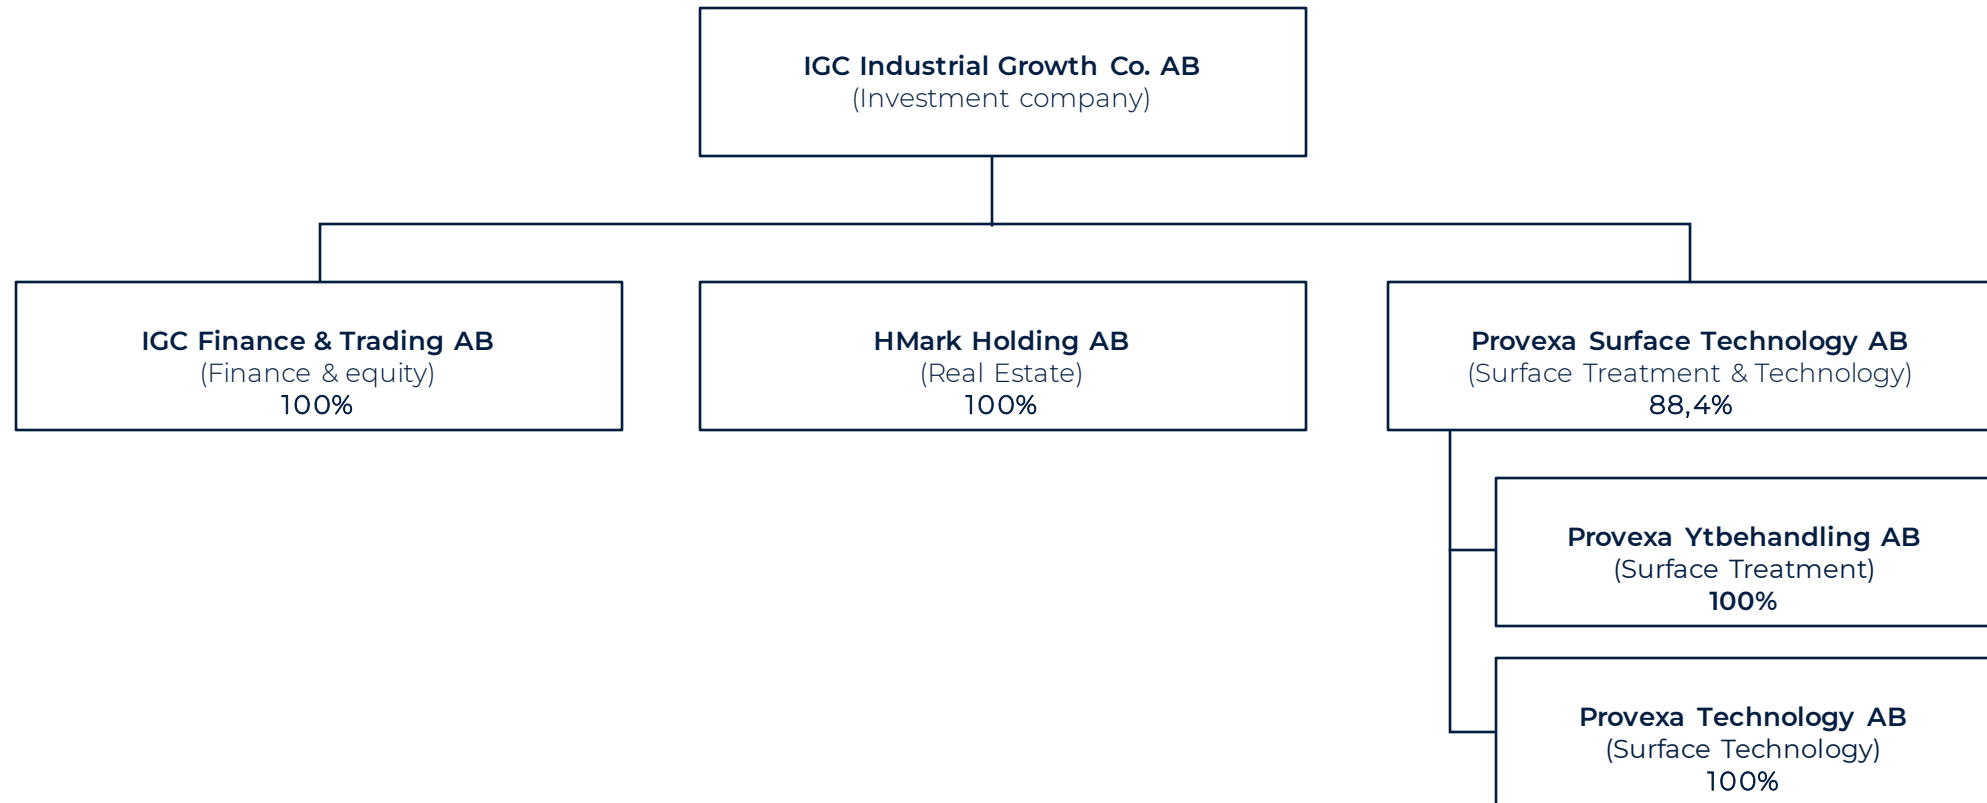 IGC Industrial Growth Co. AB
(Investment company)
IGC Finance & Trading AB
(Finance & equity)
100%
HMark Holding AB
(Real Estate)
100%
Provexa Surface Technology AB
(Surface Treatment & Technology)
88,4%
Provexa Ytbehandling AB
(Surface Treatment)
100%
Provexa Technology AB
(Surface Technology)
100%